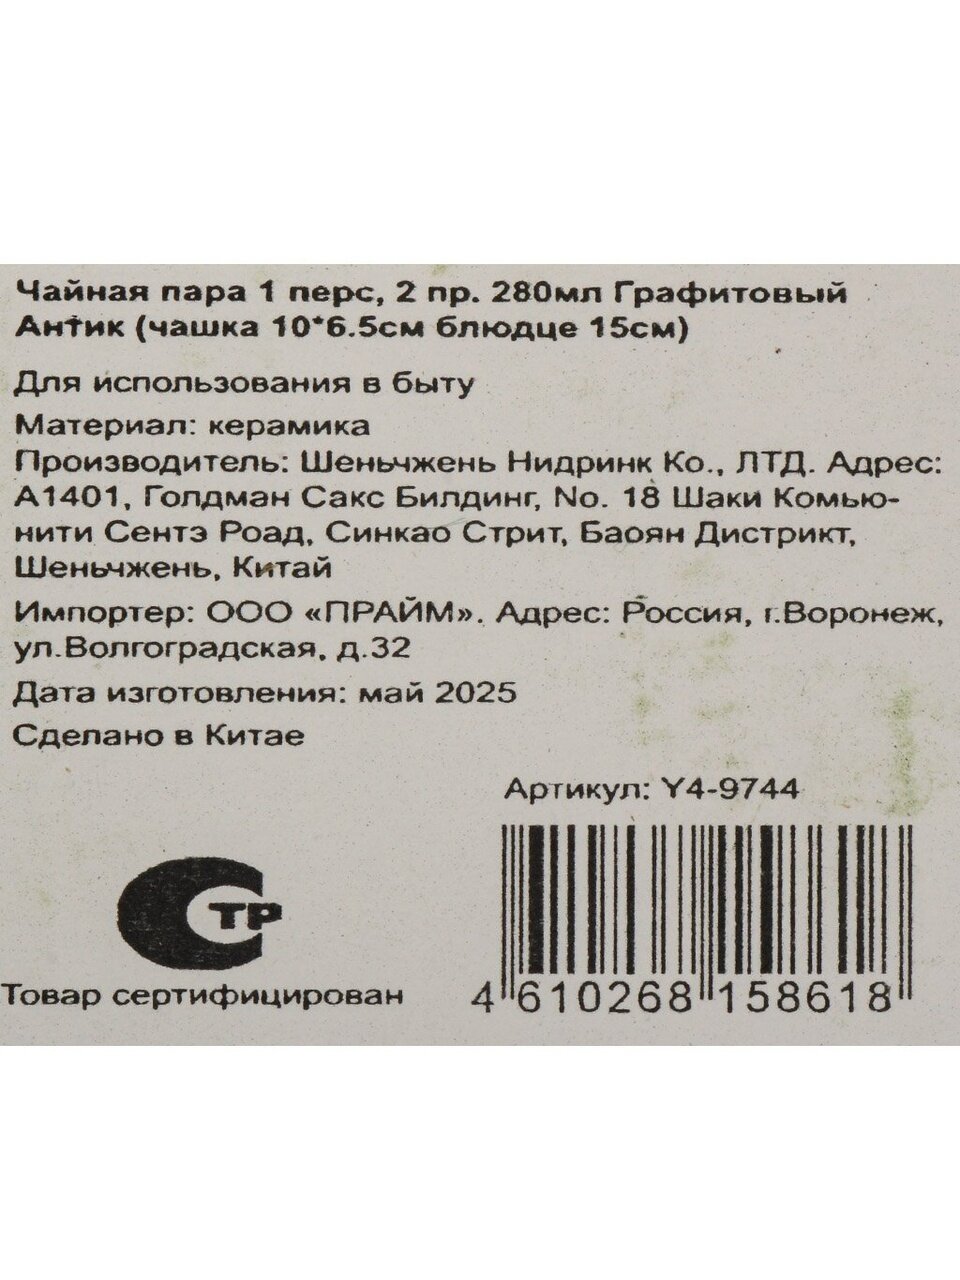 Чайная пара 1 перс, 2 пр. 280мл Графитовый
Антик (чашка 10*6.5см блюдце 15см)
Для использования в быту
Материал: керамика
Производитель: Шеньчжень Нидринк Ко., ЛТД. Адрес:
А1401, Голдман Сакс Билдинг, No. 18 Шаки Комью-
нити Сентэ Роад, Синкао Стрит, Баоян Дистрикт,
Шеньчжень, Китай
Импортер: ООО «ПРАЙМ». Адрес: Россия, г.Воронеж,
ул.Волгоградская, д.32
Дата изготовления: май 2025
Сделано в Китае
Артикул: Y4-9744
СТР
Товар сертифицирован
4 610268 158618